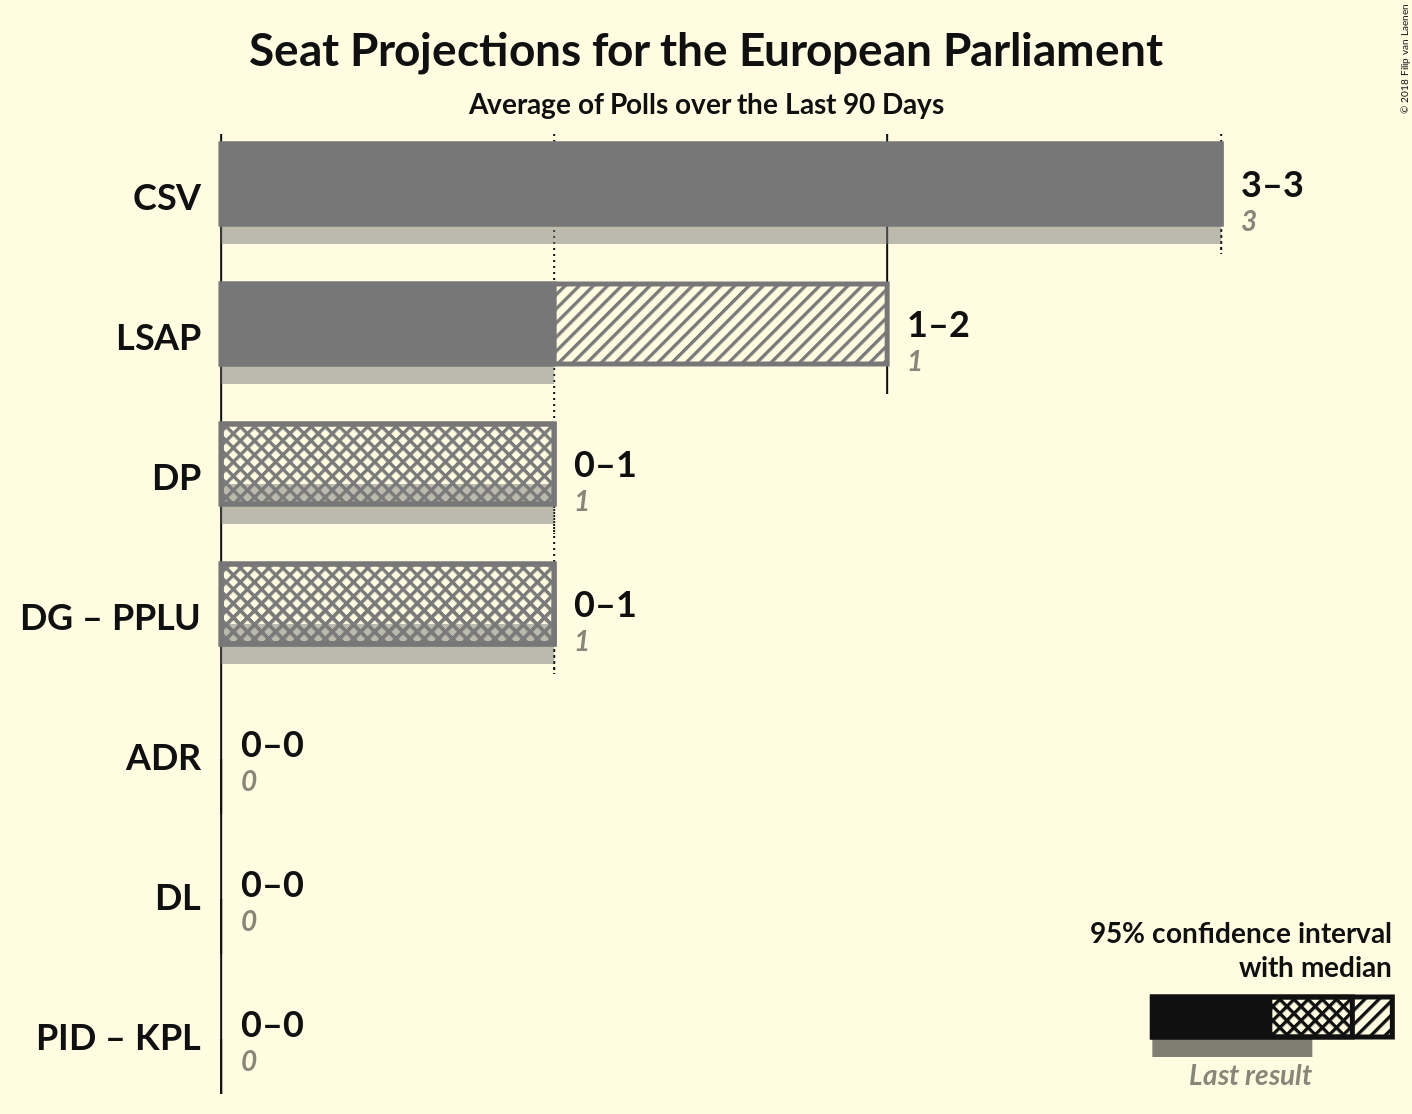 Seat Projections for the European Parliament
Average of Polls over the Last 90 Days
© 2018 Filip van Laenen
CSV
3–3
3
LSAP
1–2
1
DP
0–1
1
DG – PPLU
0–1
1
ADR
0–0
0
DL
0–0
0
PID – KPL
0–0
0
95% confidence interval
with median
Last result